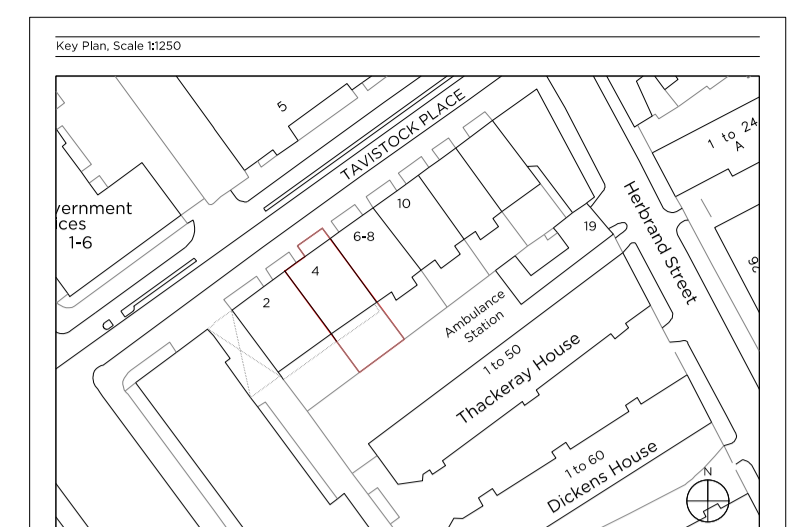 Key Plan, Scale 1:1250
5
TAVISTOCK PLACE
1 to 24
A
vernment
ices
1-6
10
6-8
4
2
19
Herbrand Street
26
Ambulance
Station
1 to 50
Thackeray House
1 to 60
Dickens House
N